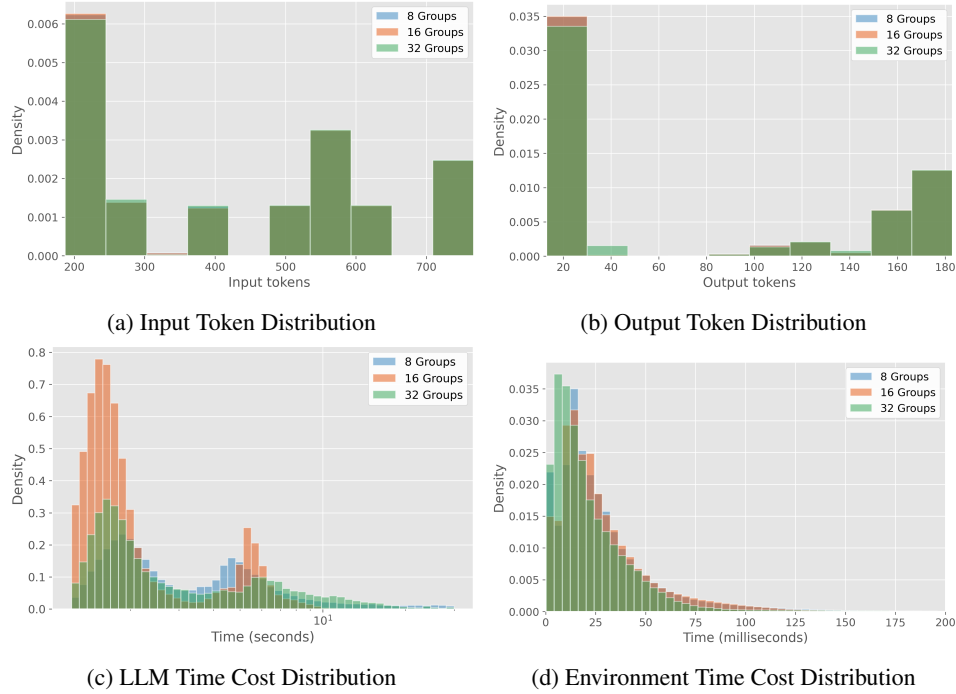 0.006
0.005
0.004
0.003
0.002
0.001
0.000
Density
200 300 400 500 600 700
Input tokens
8 Groups
16 Groups
32 Groups
(a) Input Token Distribution
0.035
0.030
0.025
0.020
0.015
0.010
0.005
0.000
Density
20 40 60 80 100 120 140 160 180
Output tokens
8 Groups
16 Groups
32 Groups
(b) Output Token Distribution
0.8
0.7
0.6
0.5
0.4
0.3
0.2
0.1
0.0
Density
10¹
Time (seconds)
8 Groups
16 Groups
32 Groups
(c) LLM Time Cost Distribution
0.035
0.030
0.025
0.020
0.015
0.010
0.005
0.000
Density
0 25 50 75 100 125 150 175 200
Time (milliseconds)
8 Groups
16 Groups
32 Groups
(d) Environment Time Cost Distribution